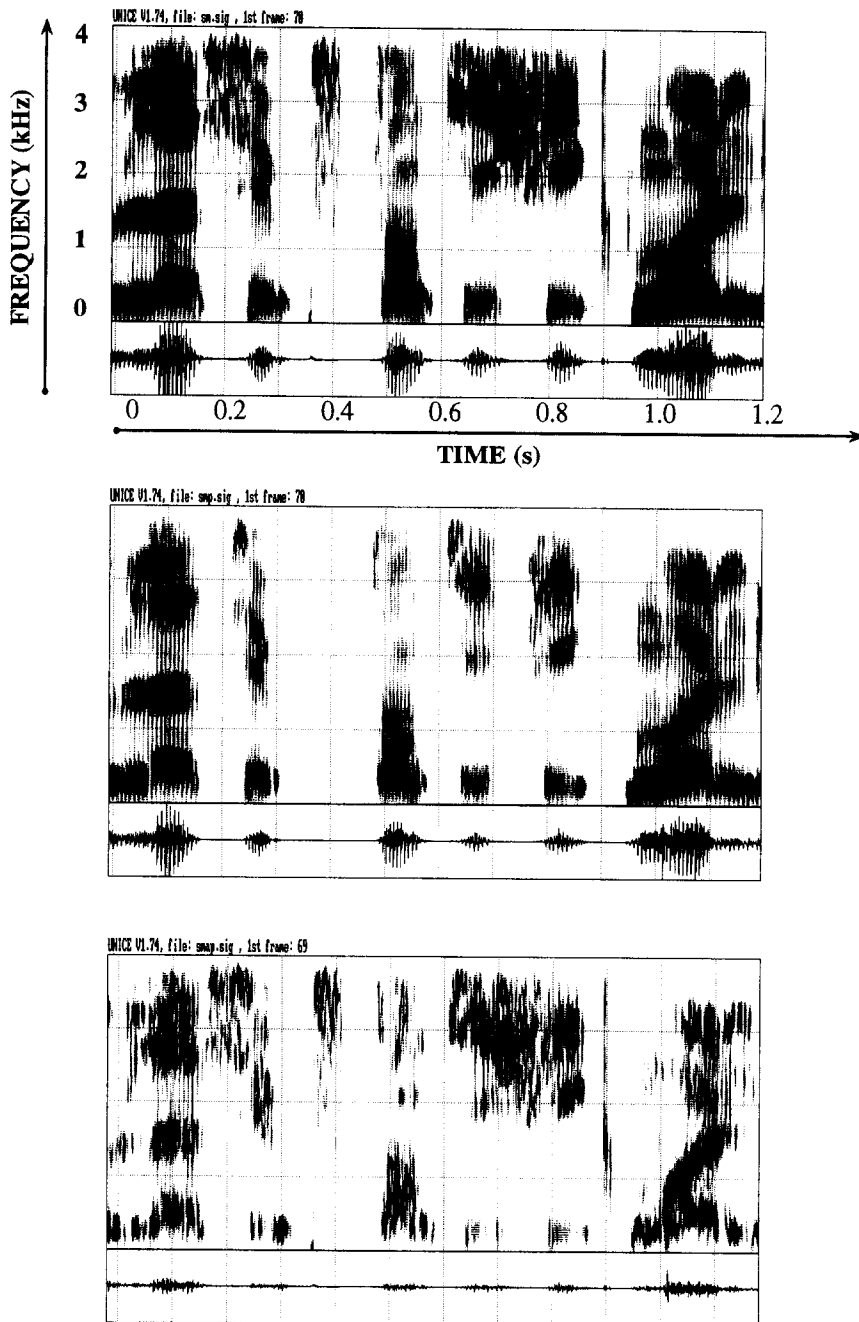 UNICE V1.74, file: sm.sig , 1st frame: 70
4
3
2
1
0
FREQUENCY (kHz)
0 0.2 0.4 0.6 0.8 1.0 1.2
TIME (s)
UNICE V1.74, file: smp.sig , 1st frame: 70
UNICE V1.74, file: smap.sig , 1st frame: 69